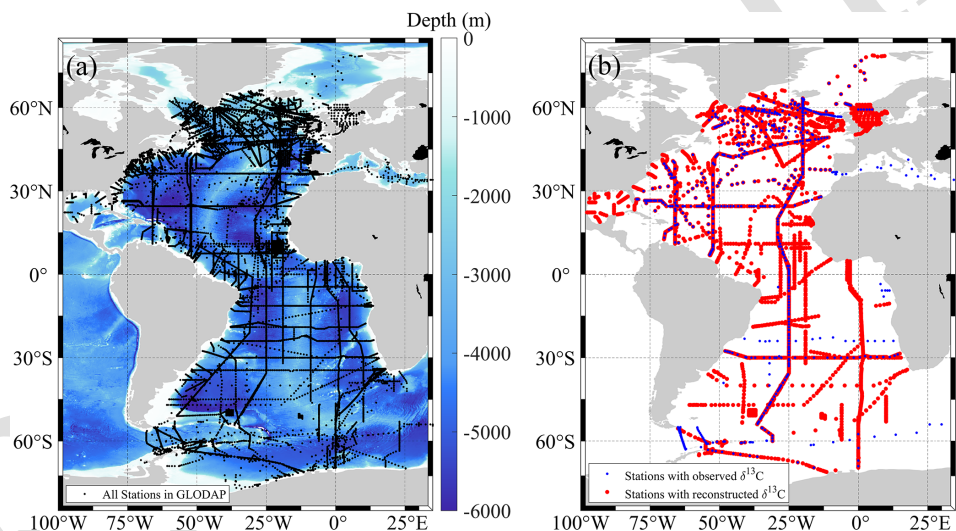 Depth (m)
(a)
(b)
0
-1000
-2000
-3000
-4000
-5000
-6000
60°N
30°N
0°
30°S
60°S
60°N
30°N
0°
30°S
60°S
All Stations in GLODAP
Stations with observed δ¹³C
Stations with reconstructed δ¹³C
100°W 75°W 50°W 25°W 0° 25°E
100°W 75°W 50°W 25°W 0° 25°E